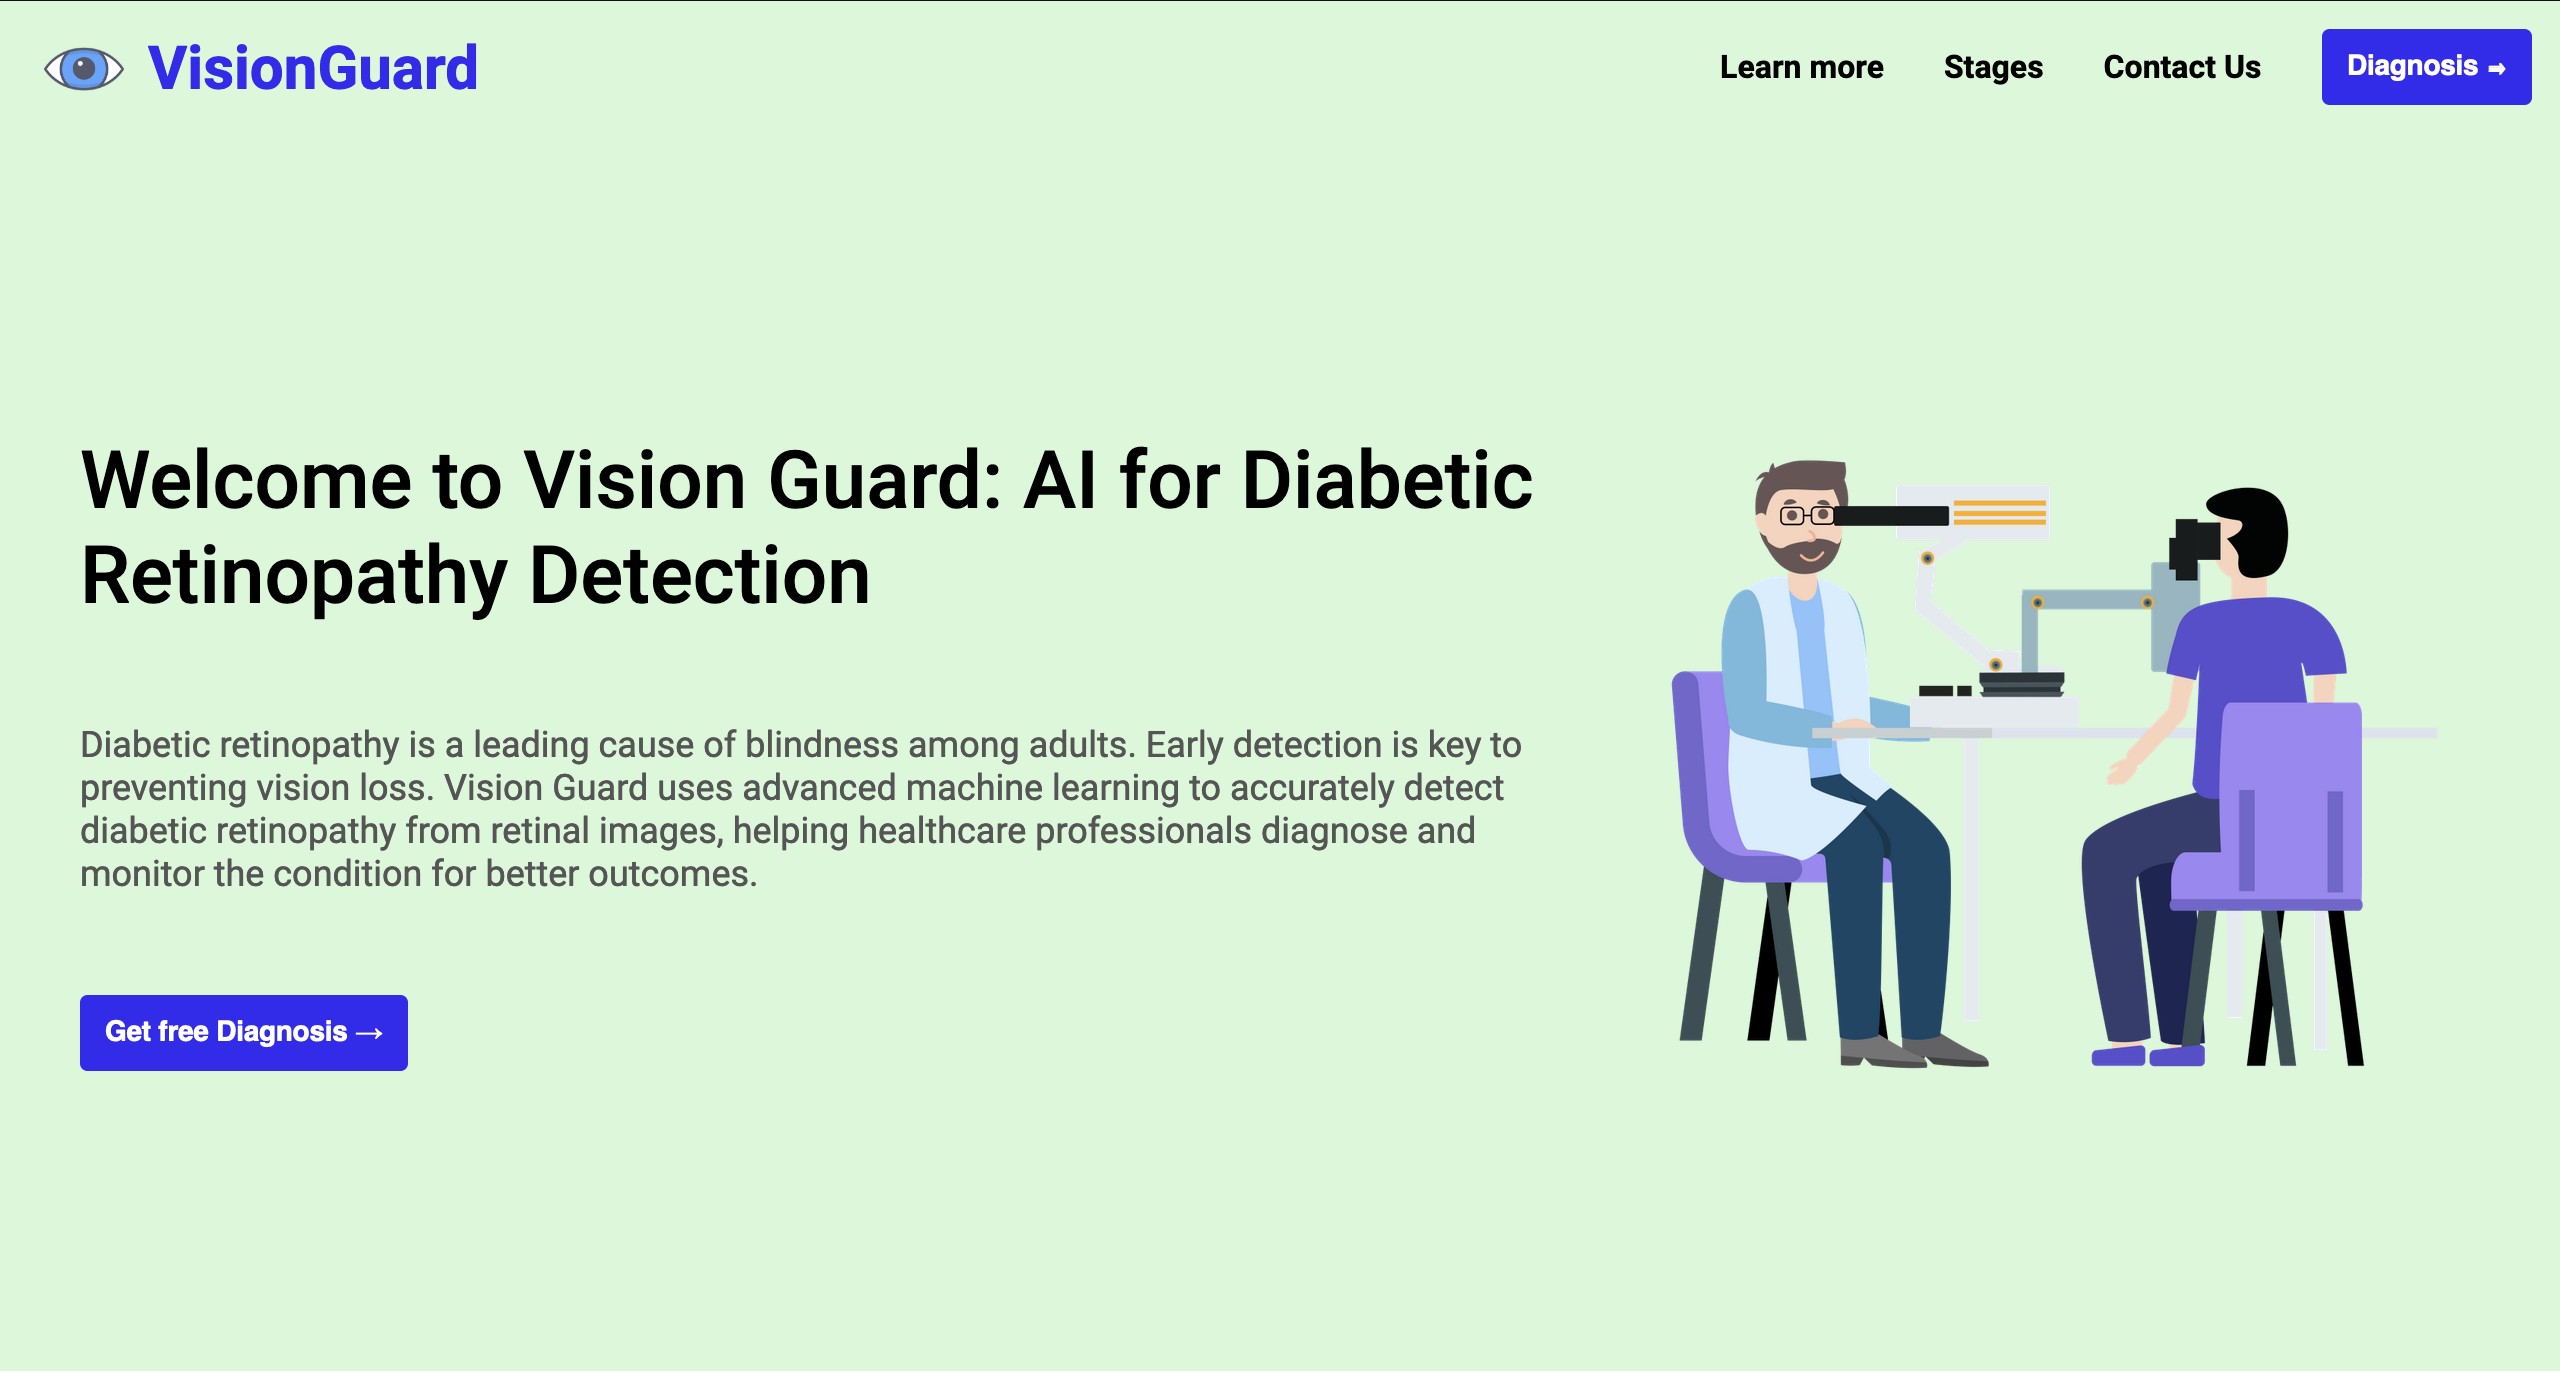 VisionGuard
Learn more
Stages
Contact Us
Diagnosis ➡
Welcome to Vision Guard: AI for Diabetic
Retinopathy Detection
Diabetic retinopathy is a leading cause of blindness among adults. Early detection is key to
preventing vision loss. Vision Guard uses advanced machine learning to accurately detect
diabetic retinopathy from retinal images, helping healthcare professionals diagnose and
monitor the condition for better outcomes.
Get free Diagnosis →